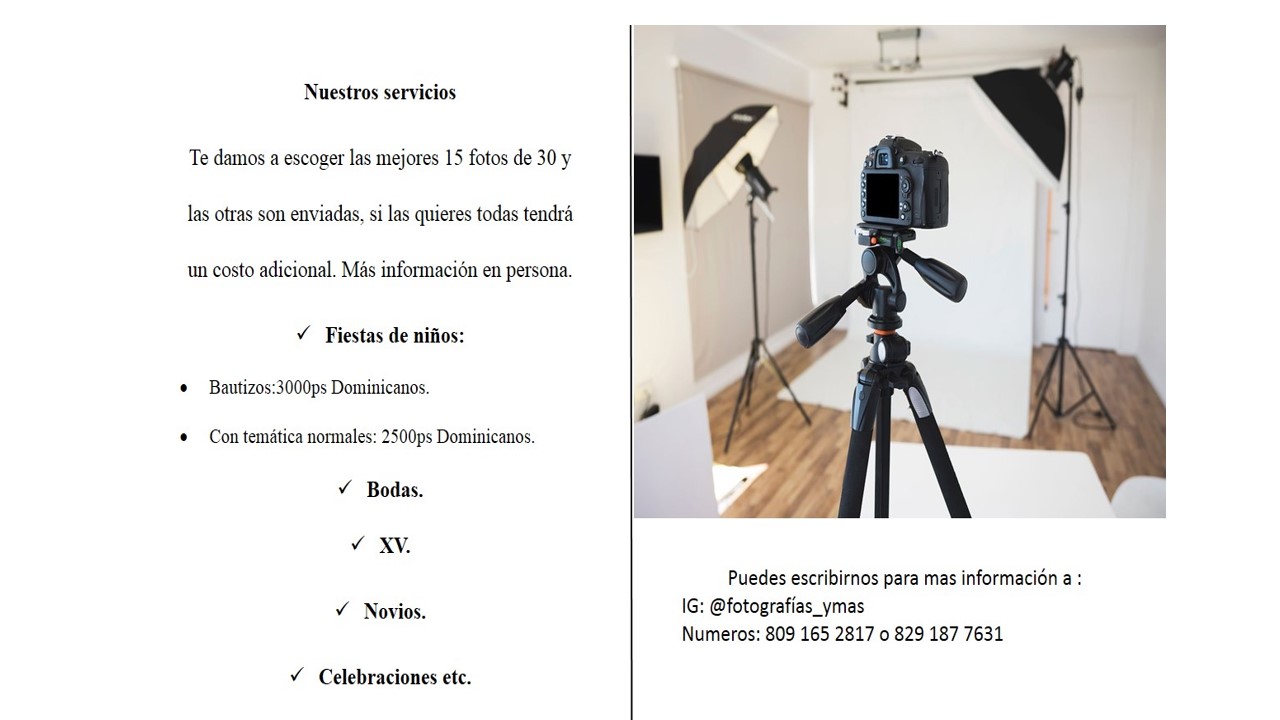 Nuestros servicios
Te damos a escoger las mejores 15 fotos de 30 y
las otras son enviadas, si las quieres todas tendrá
un costo adicional. Más información en persona.
✓ Fiestas de niños:
• Bautizos:3000ps Dominicanos.
• Con temática normales: 2500ps Dominicanos.
✓ Bodas.
✓ XV.
✓ Novios.
✓ Celebraciones etc.
Puedes escribirnos para mas información a :
IG: @fotografías_ymas
Numeros: 809 165 2817 o 829 187 7631